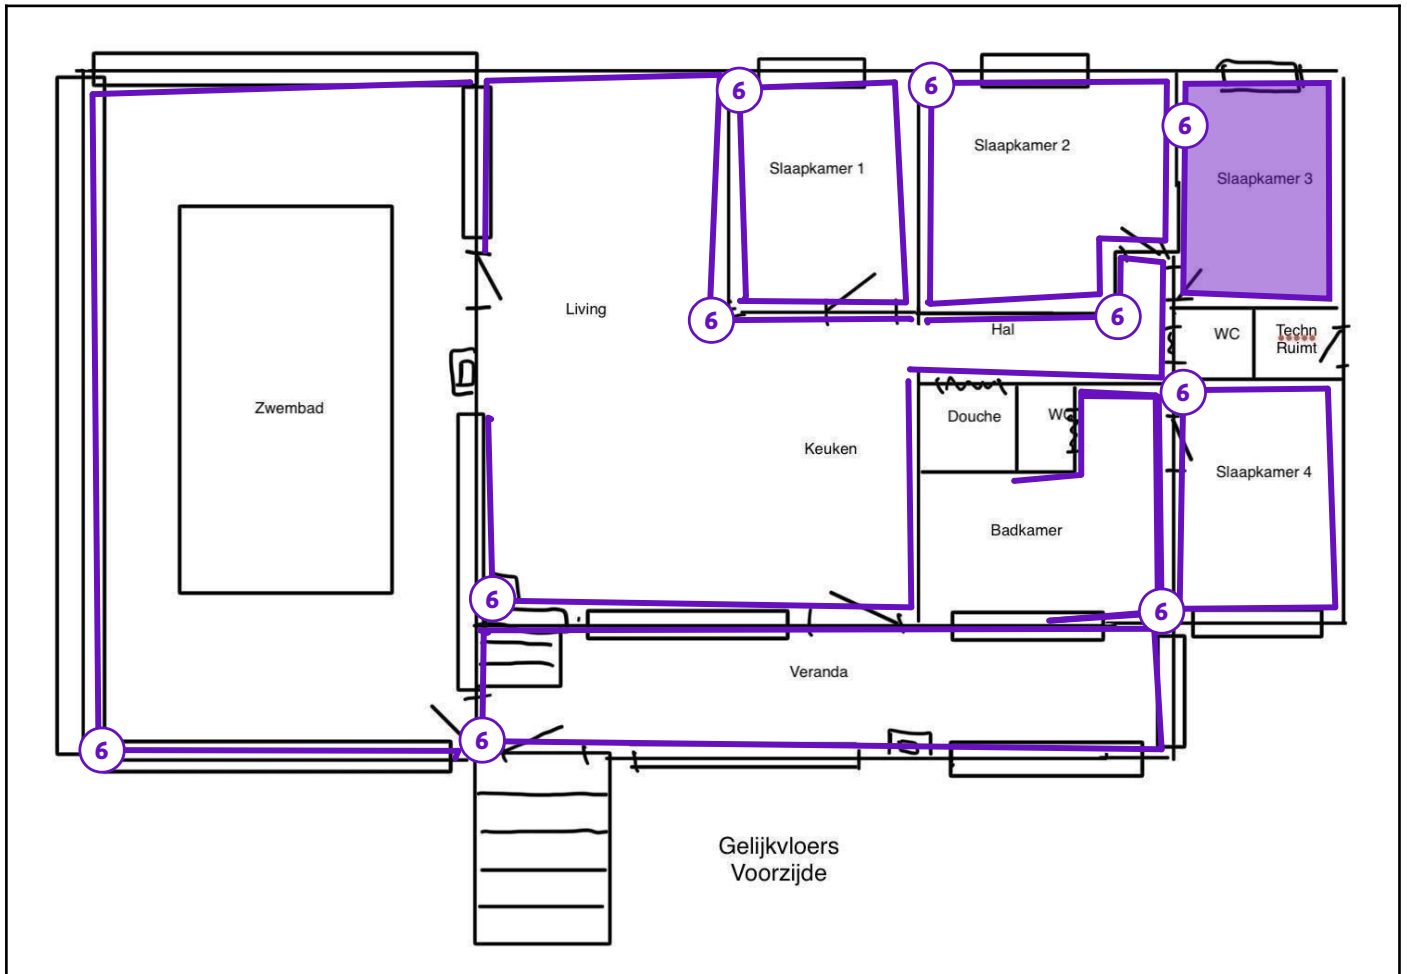 6
6
6
Slaapkamer 1
Slaapkamer 2
Slaapkamer 3
Living
6
6
Hal
WC
Techn
Ruimt
Zwembad
6
Douche
WC
Keuken
Slaapkamer 4
Badkamer
6
6
Veranda
6
6
Gelijkvloers
Voorzijde